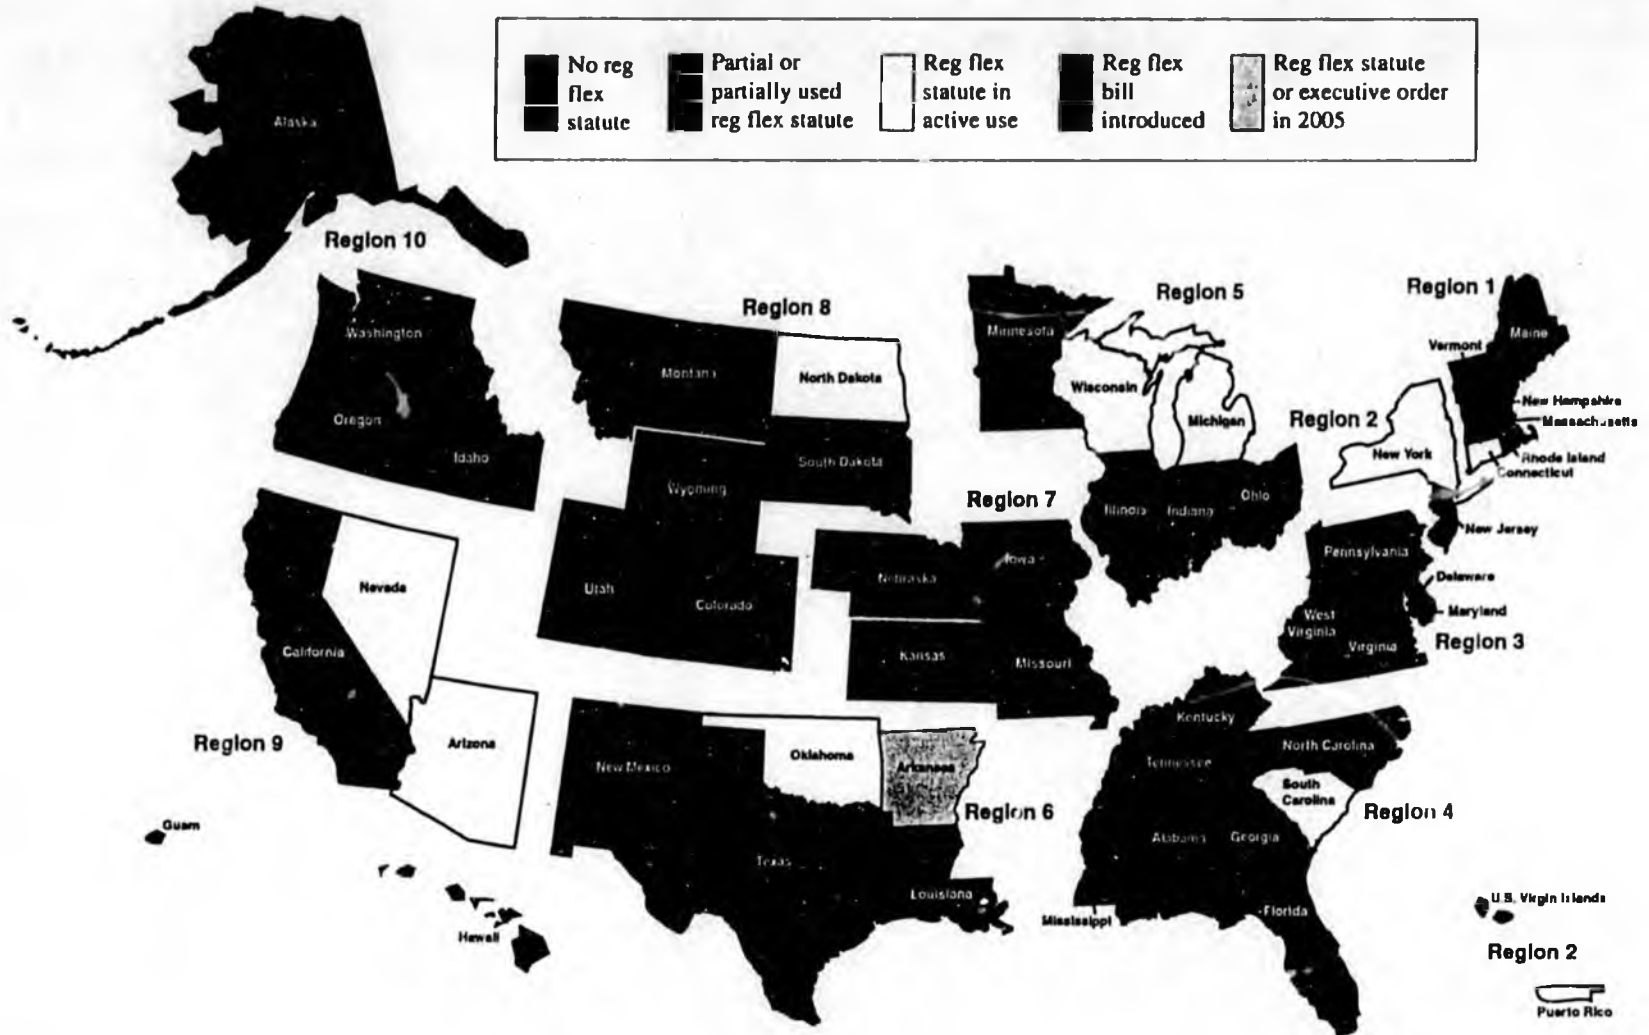 No reg
flex
statute
Partial or
partially used
reg flex statute
Reg flex
statute in
active use
Reg flex
bill
introduced
Reg flex statute
or executive order
in 2005
Alaska
Region 10
Washington
Oregon
Idaho
Region 8
Montana
North Dakota
South Dakota
Wyoming
Utah
Colorado
Region 5
Minnesota
Wisconsin
Michigan
Illinois
Indiana
Ohio
Region 1
Maine
Vermont
New Hampshire
Massachusetts
Rhode Island
Connecticut
Region 2
New York
New Jersey
Region 7
Iowa
Nebraska
Kansas
Missouri
Pennsylvania
Delaware
Maryland
West
Virginia
Virginia
Region 3
Nevada
California
Arizona
Region 9
Guam
Hawaii
New Mexico
Oklahoma
Arkansas
Texas
Louisiana
Region 6
Kentucky
Tennessee
North Carolina
South
Carolina
Alabama
Georgia
Mississippi
Florida
Region 4
U.S. Virgin Islands
Region 2
Puerto Rico